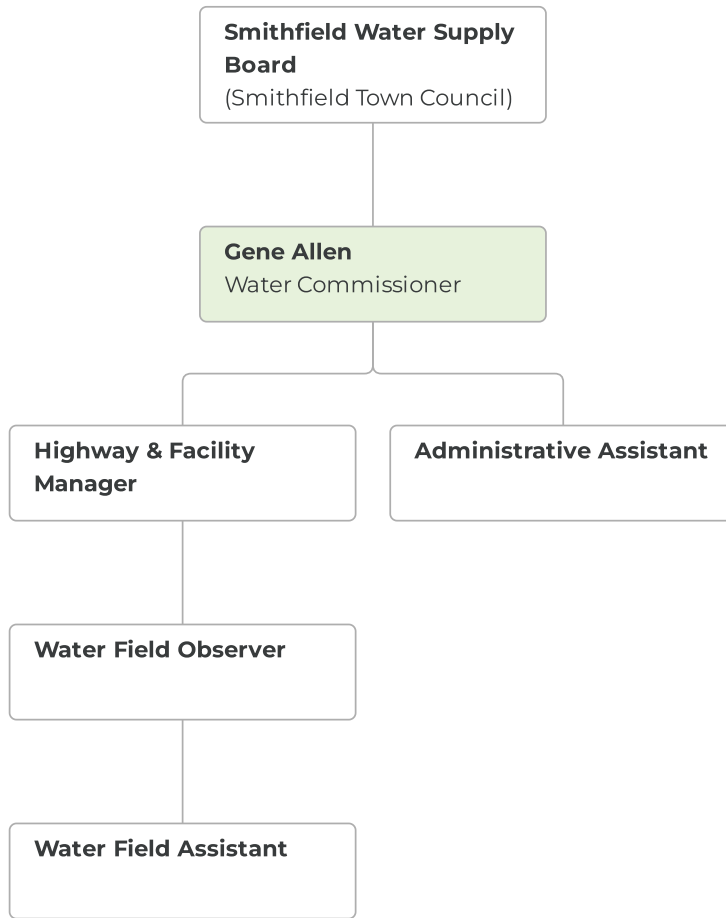 Smithfield Water Supply
Board
(Smithfield Town Council)
Gene Allen
Water Commissioner
Highway & Facility
Manager
Administrative Assistant
Water Field Observer
Water Field Assistant